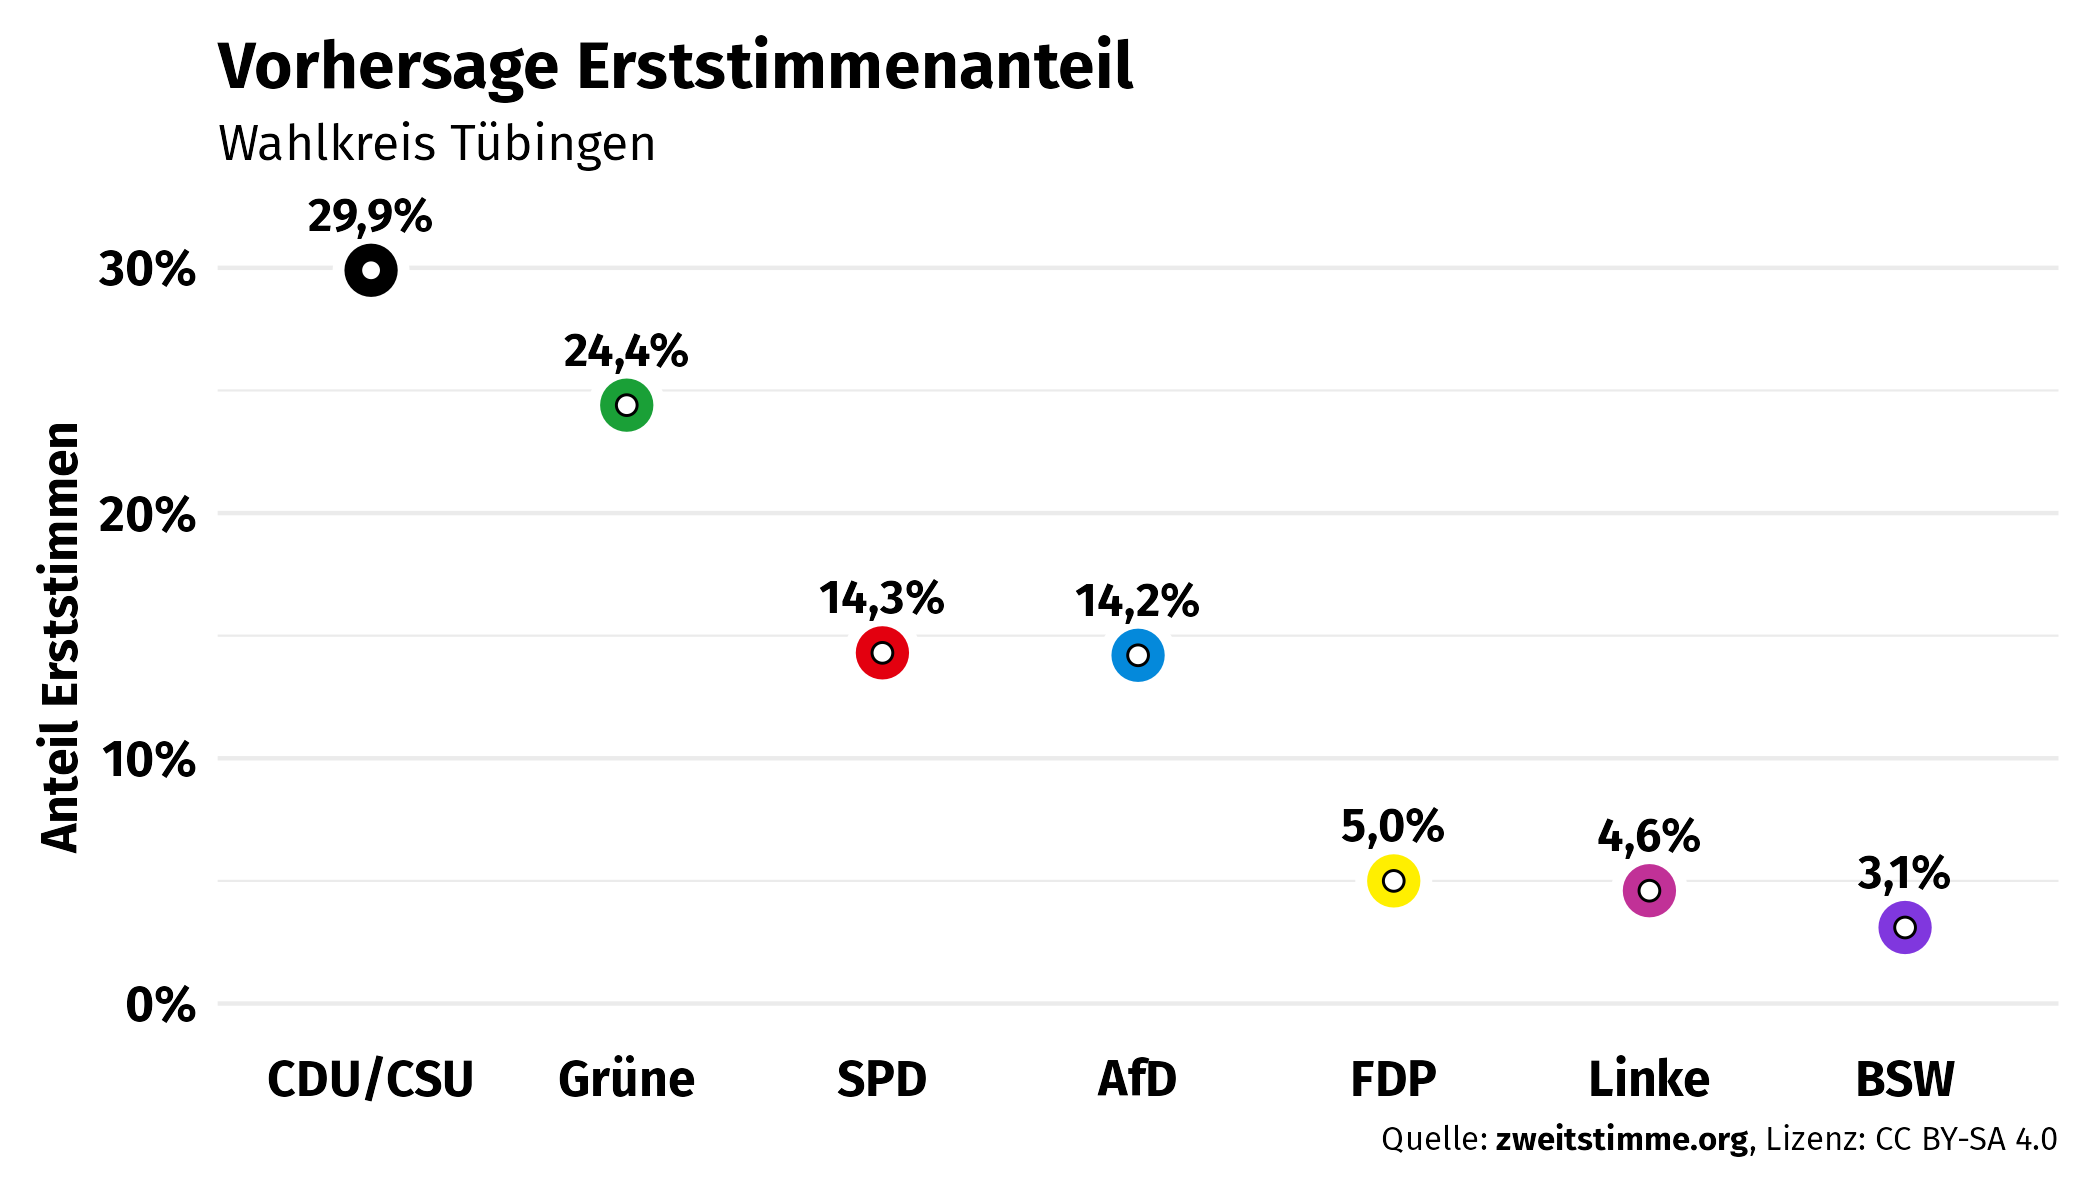 Vorhersage Erststimmenanteil
Wahlkreis Tübingen
Anteil Erststimmen
30%
20%
10%
0%
29,9%
24,4%
14,3%
14,2%
5,0%
4,6%
3,1%
CDU/CSU Grüne SPD AfD FDP Linke BSW
Quelle: zweitstimme.org, Lizenz: CC BY-SA 4.0